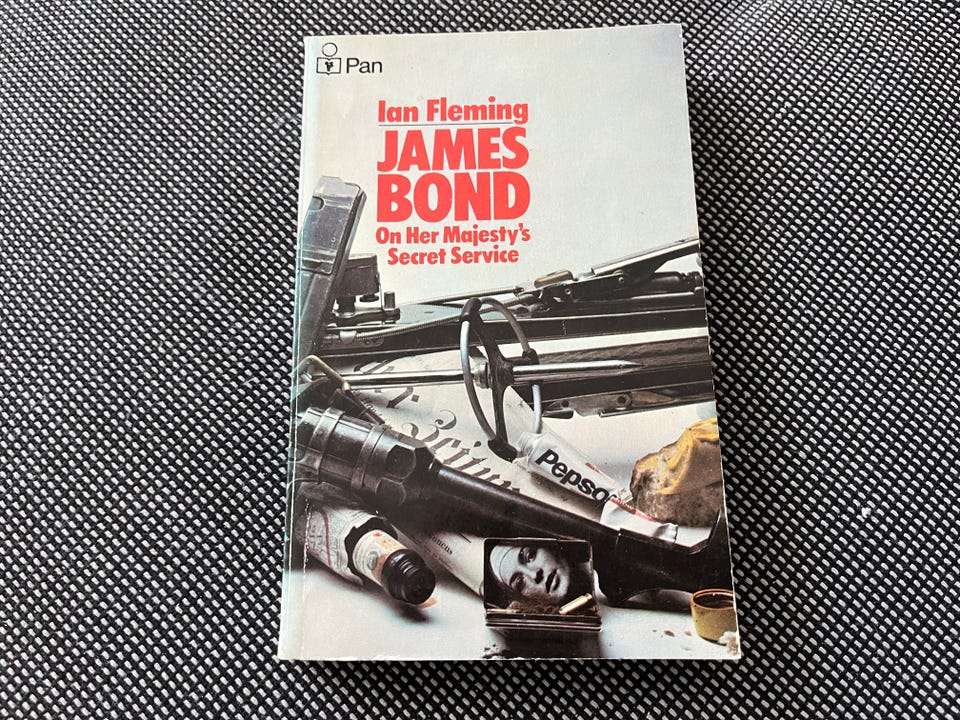 Pan
Ian Fleming
JAMES
BOND
On Her Majesty's
Secret Service
Pepso